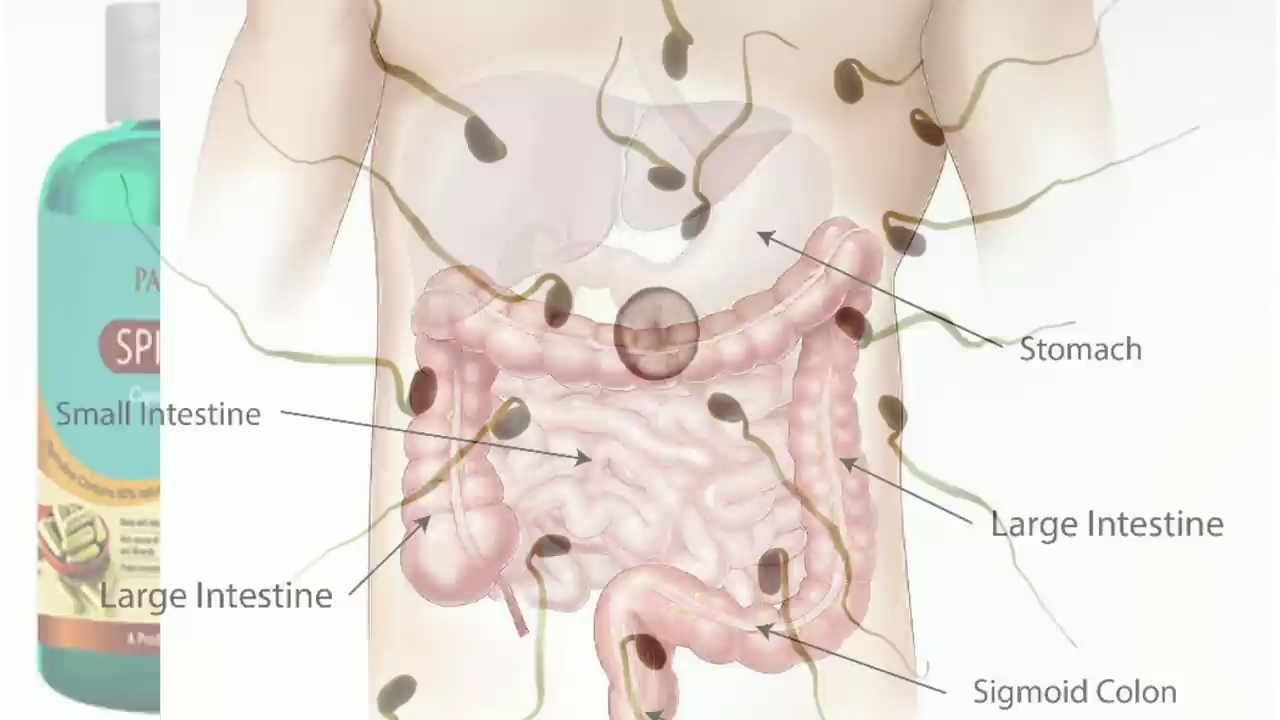 PA
SPI
Stomach
Small Intestine
Large Intestine
Large Intestine
Sigmoid Colon